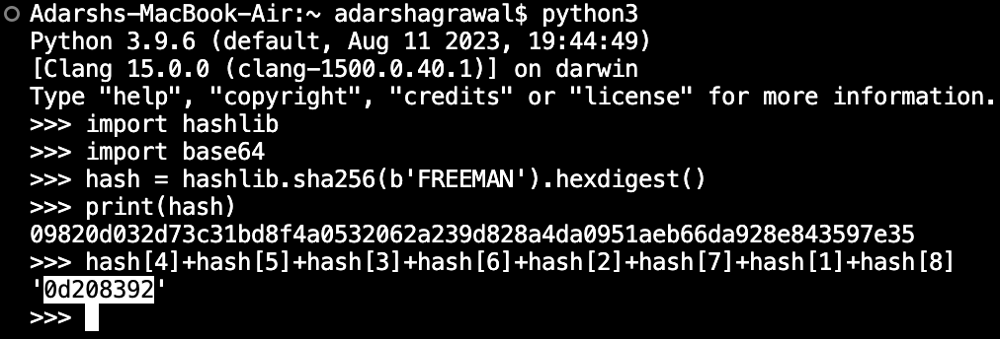 Adarshs-MacBook-Air:~ adarshagrawal$ python3
Python 3.9.6 (default, Aug 11 2023, 19:44:49)
[Clang 15.0.0 (clang-1500.0.40.1)] on darwin
Type "help", "copyright", "credits" or "license" for more information.
>>> import hashlib
>>> import base64
>>> hash = hashlib.sha256(b'FREEMAN').hexdigest()
>>> print(hash)
09820d032d73c31bd8f4a0532062a239d828a4da0951aeb66da928e843597e35
>>> hash[4]+hash[5]+hash[3]+hash[6]+hash[2]+hash[7]+hash[1]+hash[8]
'0d208392'
>>>